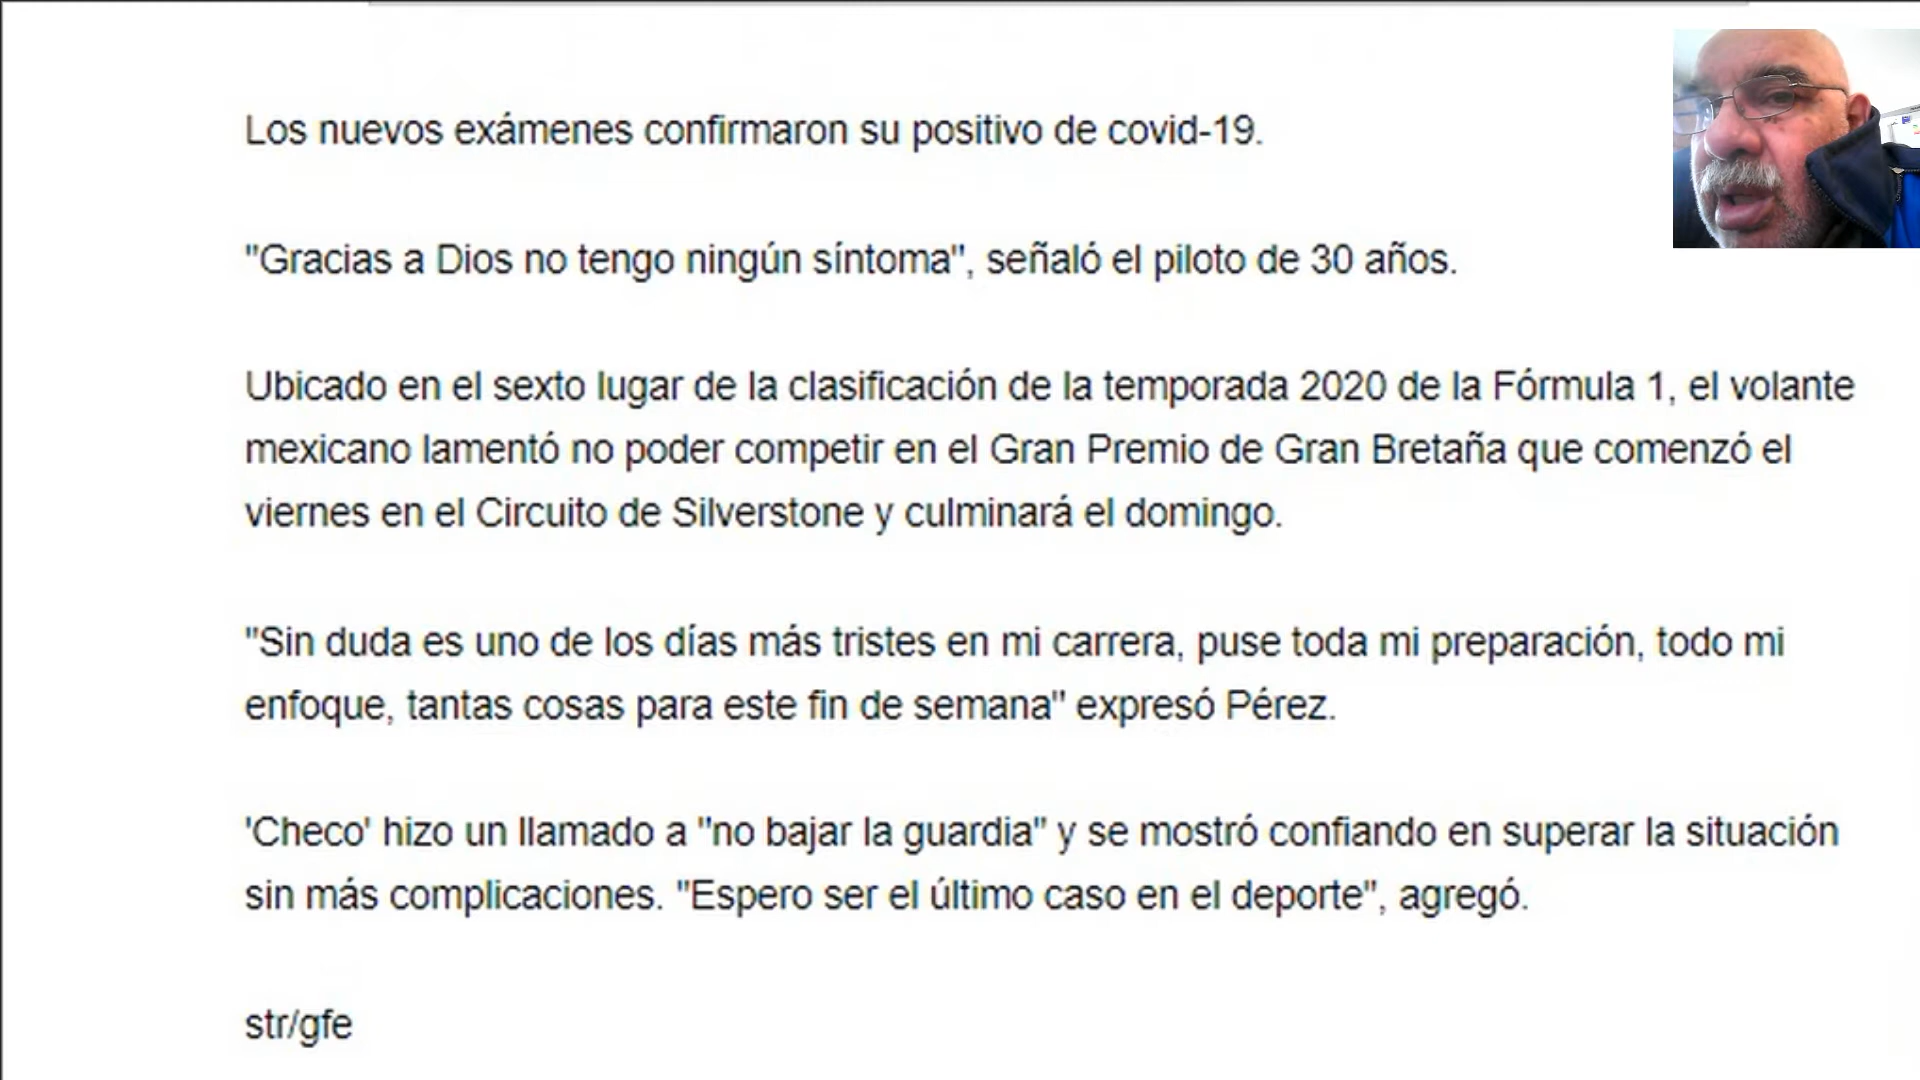 Los nuevos exámenes confirmaron su positivo de covid-19.
"Gracias a Dios no tengo ningún síntoma", señaló el piloto de 30 años.
Ubicado en el sexto lugar de la clasificación de la temporada 2020 de la Fórmula 1, el volante
mexicano lamentó no poder competir en el Gran Premio de Gran Bretaña que comenzó el
viernes en el Circuito de Silverstone y culminará el domingo.
"Sin duda es uno de los días más tristes en mi carrera, puse toda mi preparación, todo mi
enfoque, tantas cosas para este fin de semana" expresó Pérez.
'Checo' hizo un llamado a "no bajar la guardia" y se mostró confiando en superar la situación
sin más complicaciones. "Espero ser el último caso en el deporte", agregó.
str/gfe